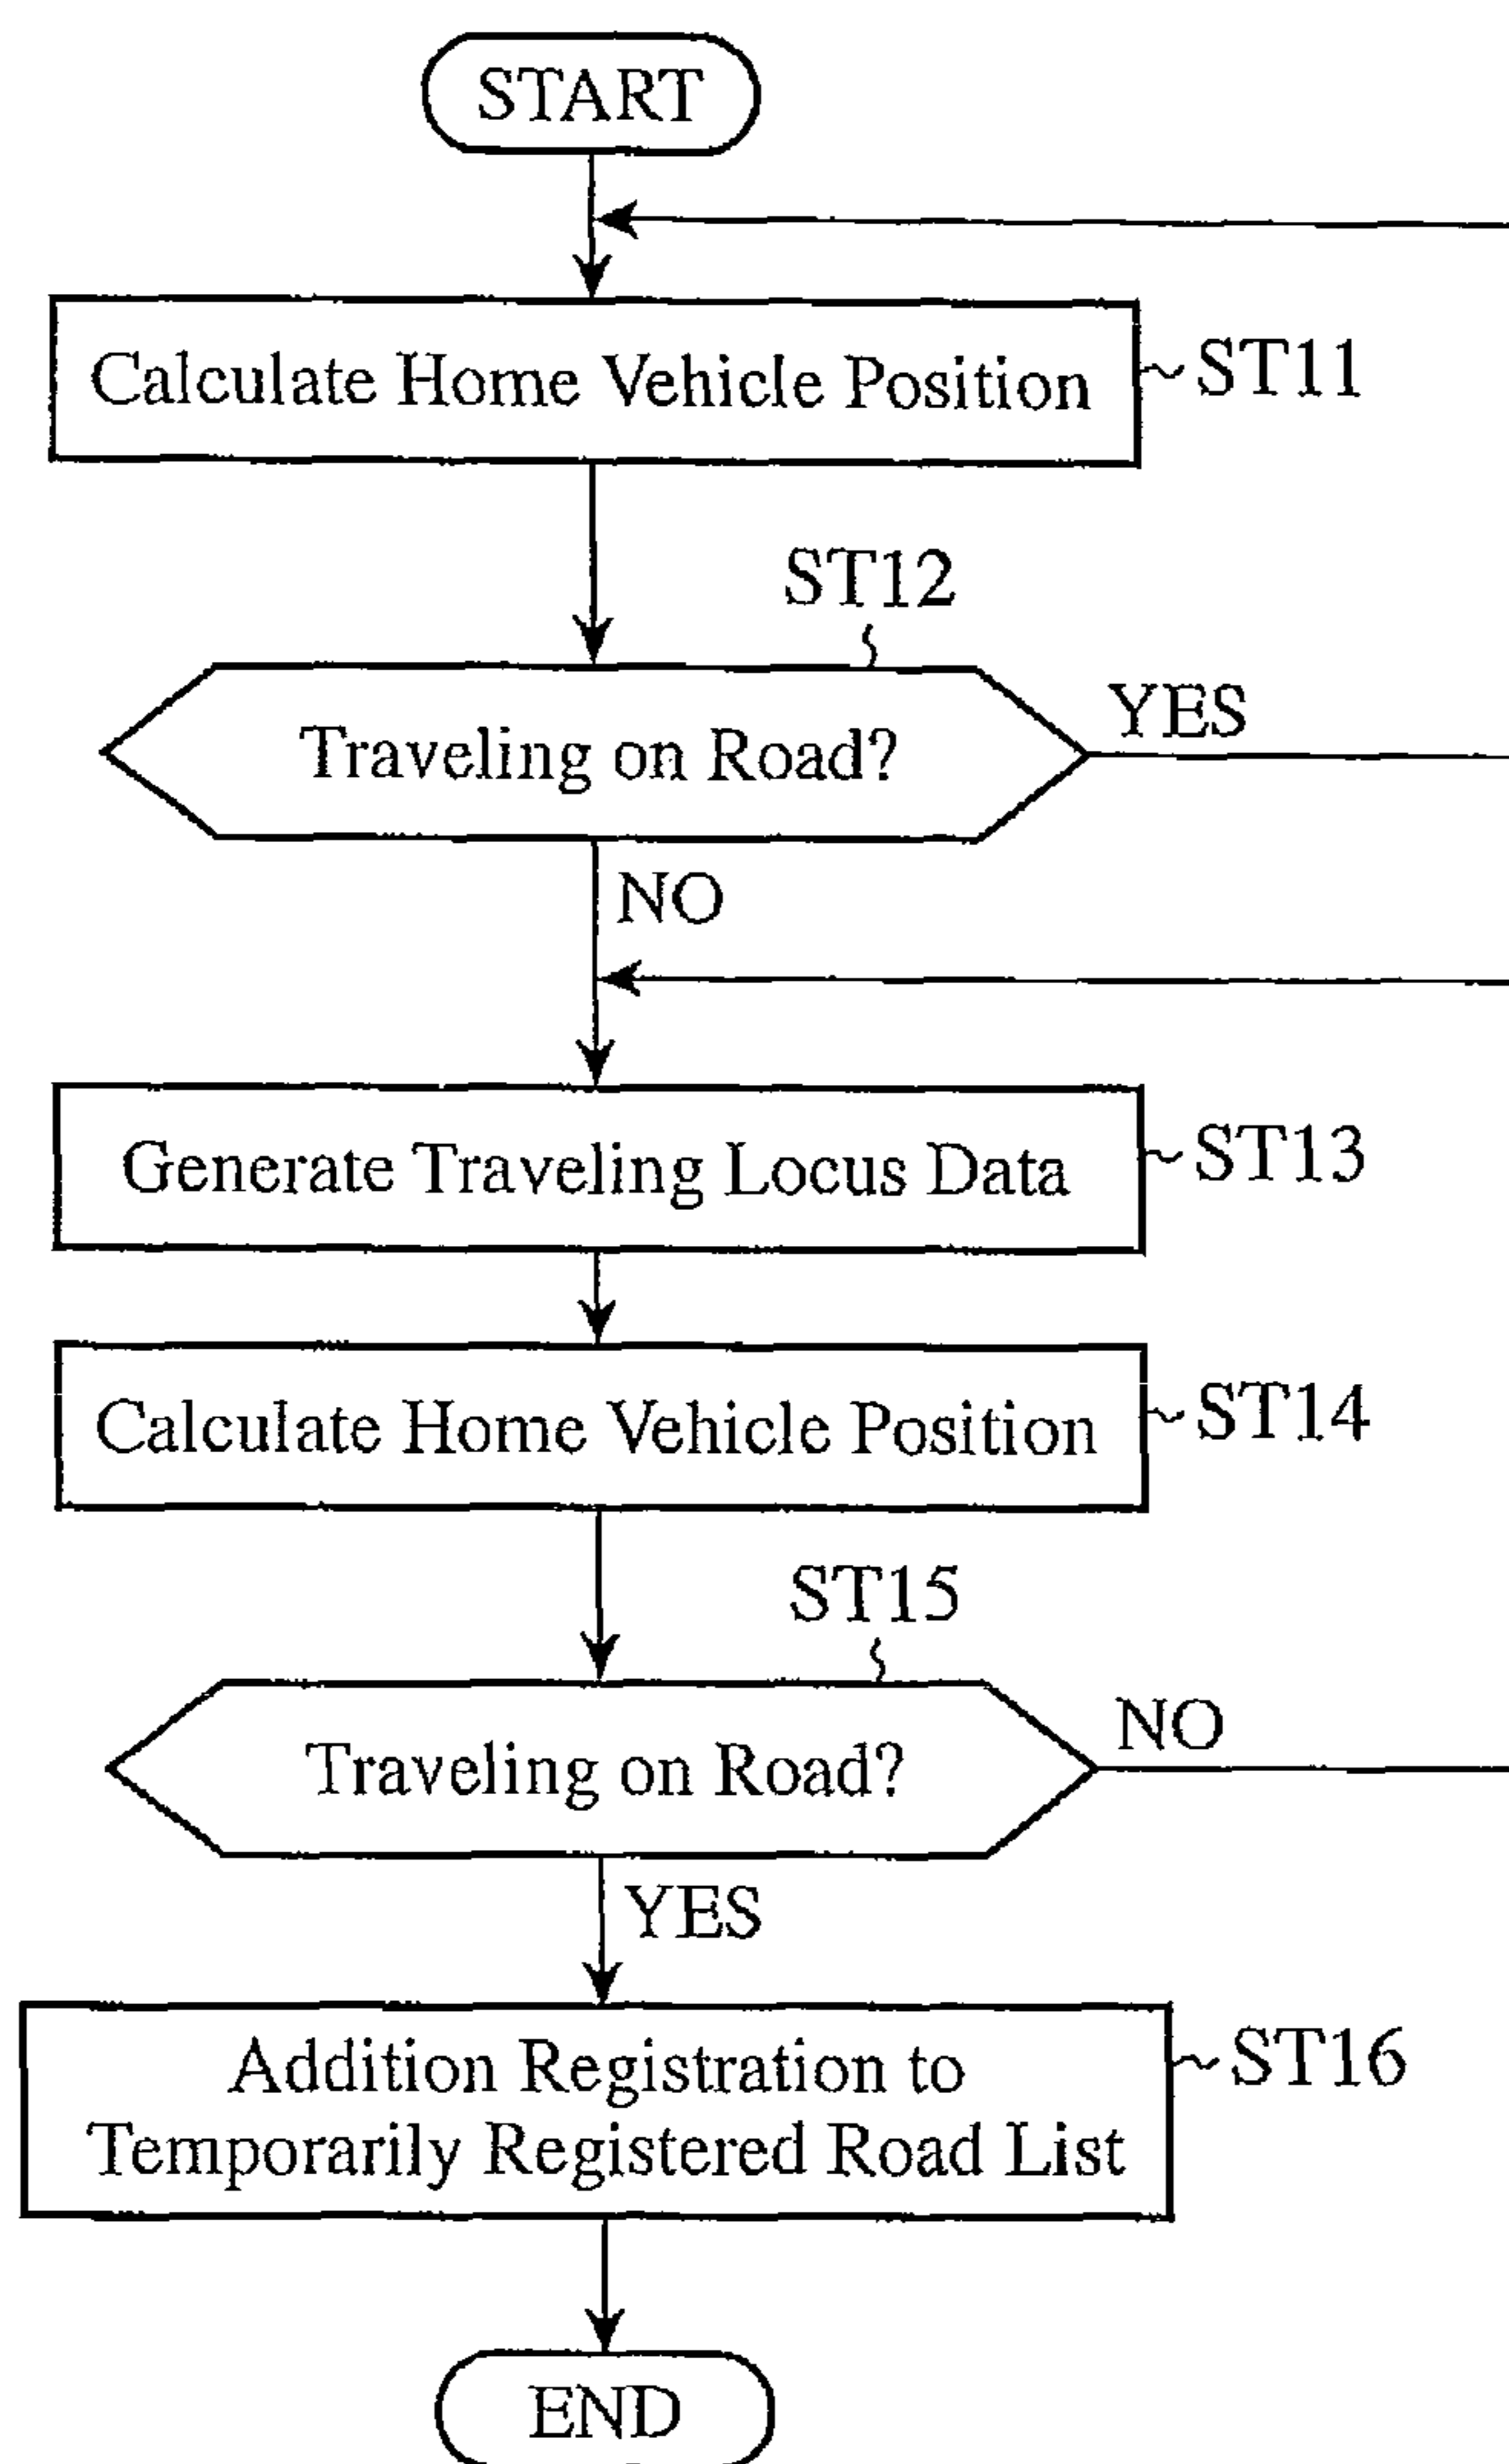 START
Calculate Home Vehicle Position
ST11
ST12
Traveling on Road?
YES
NO
Generate Traveling Locus Data
ST13
Calculate Home Vehicle Position
ST14
ST15
Traveling on Road?
NO
YES
Addition Registration to
Temporarily Registered Road List
ST16
END